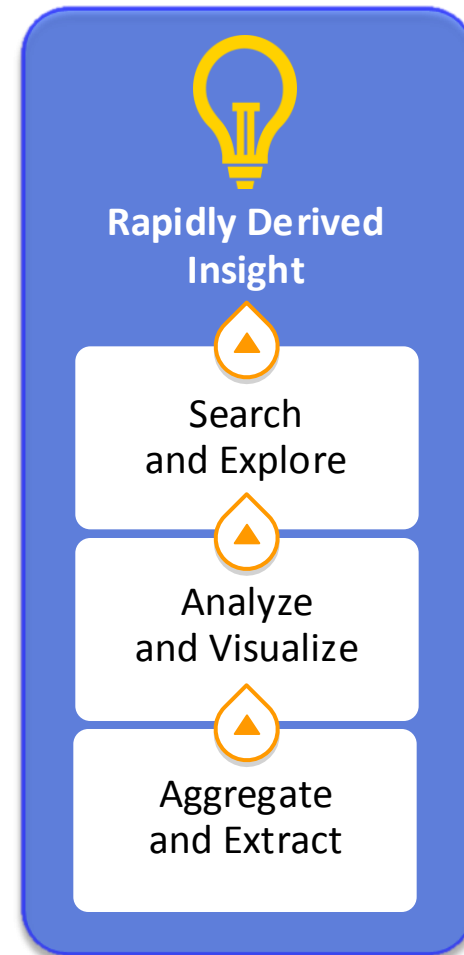 Rapidly Derived
Insight
Search
and Explore
Analyze
and Visualize
Aggregate
and Extract